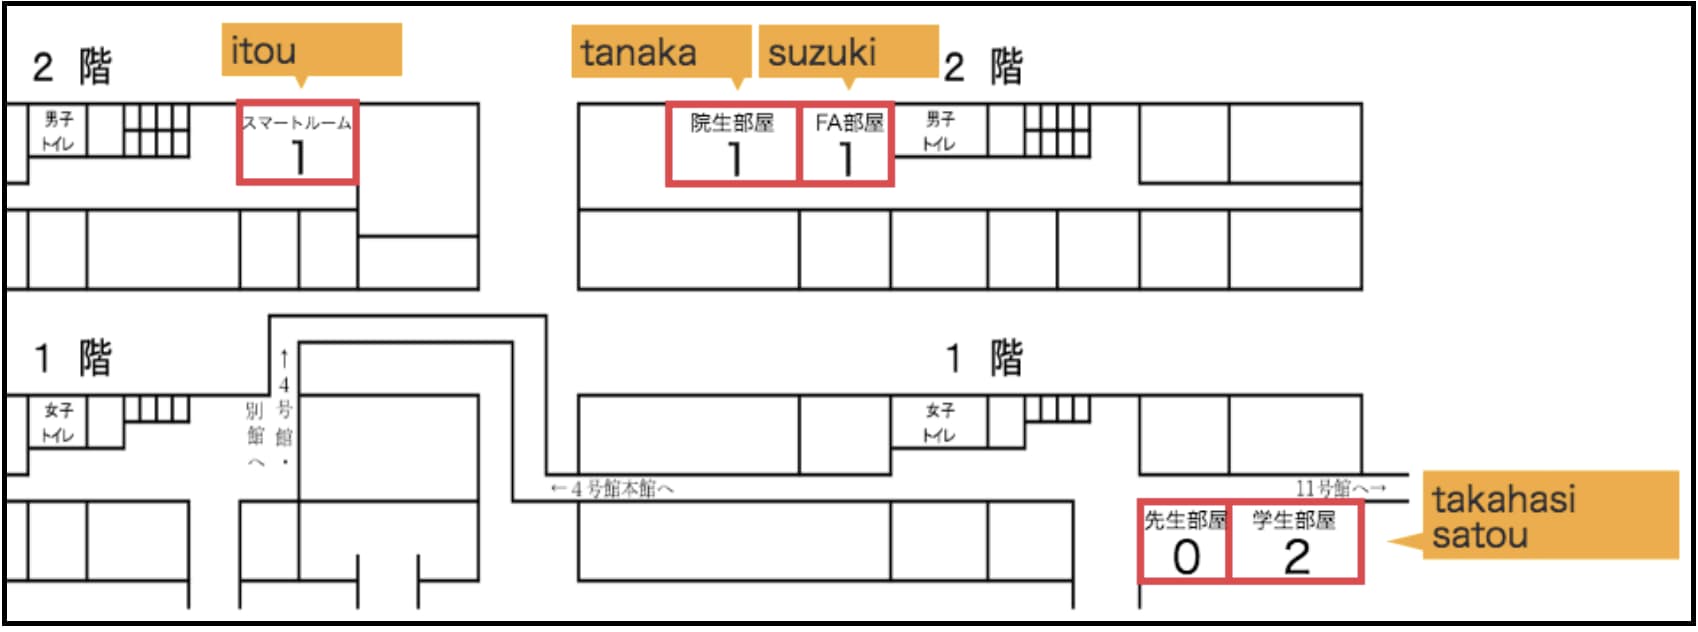 2 階
itou
tanaka
suzuki
2 階
男子
トイレ
スマートルーム
1
院生部屋
1
FA部屋
1
男子
トイレ
1 階
↑4号館・
別館へ
女子
トイレ
1 階
女子
トイレ
←4号館本館へ
11号館へ→
先生部屋
0
学生部屋
2
takahasi
satou